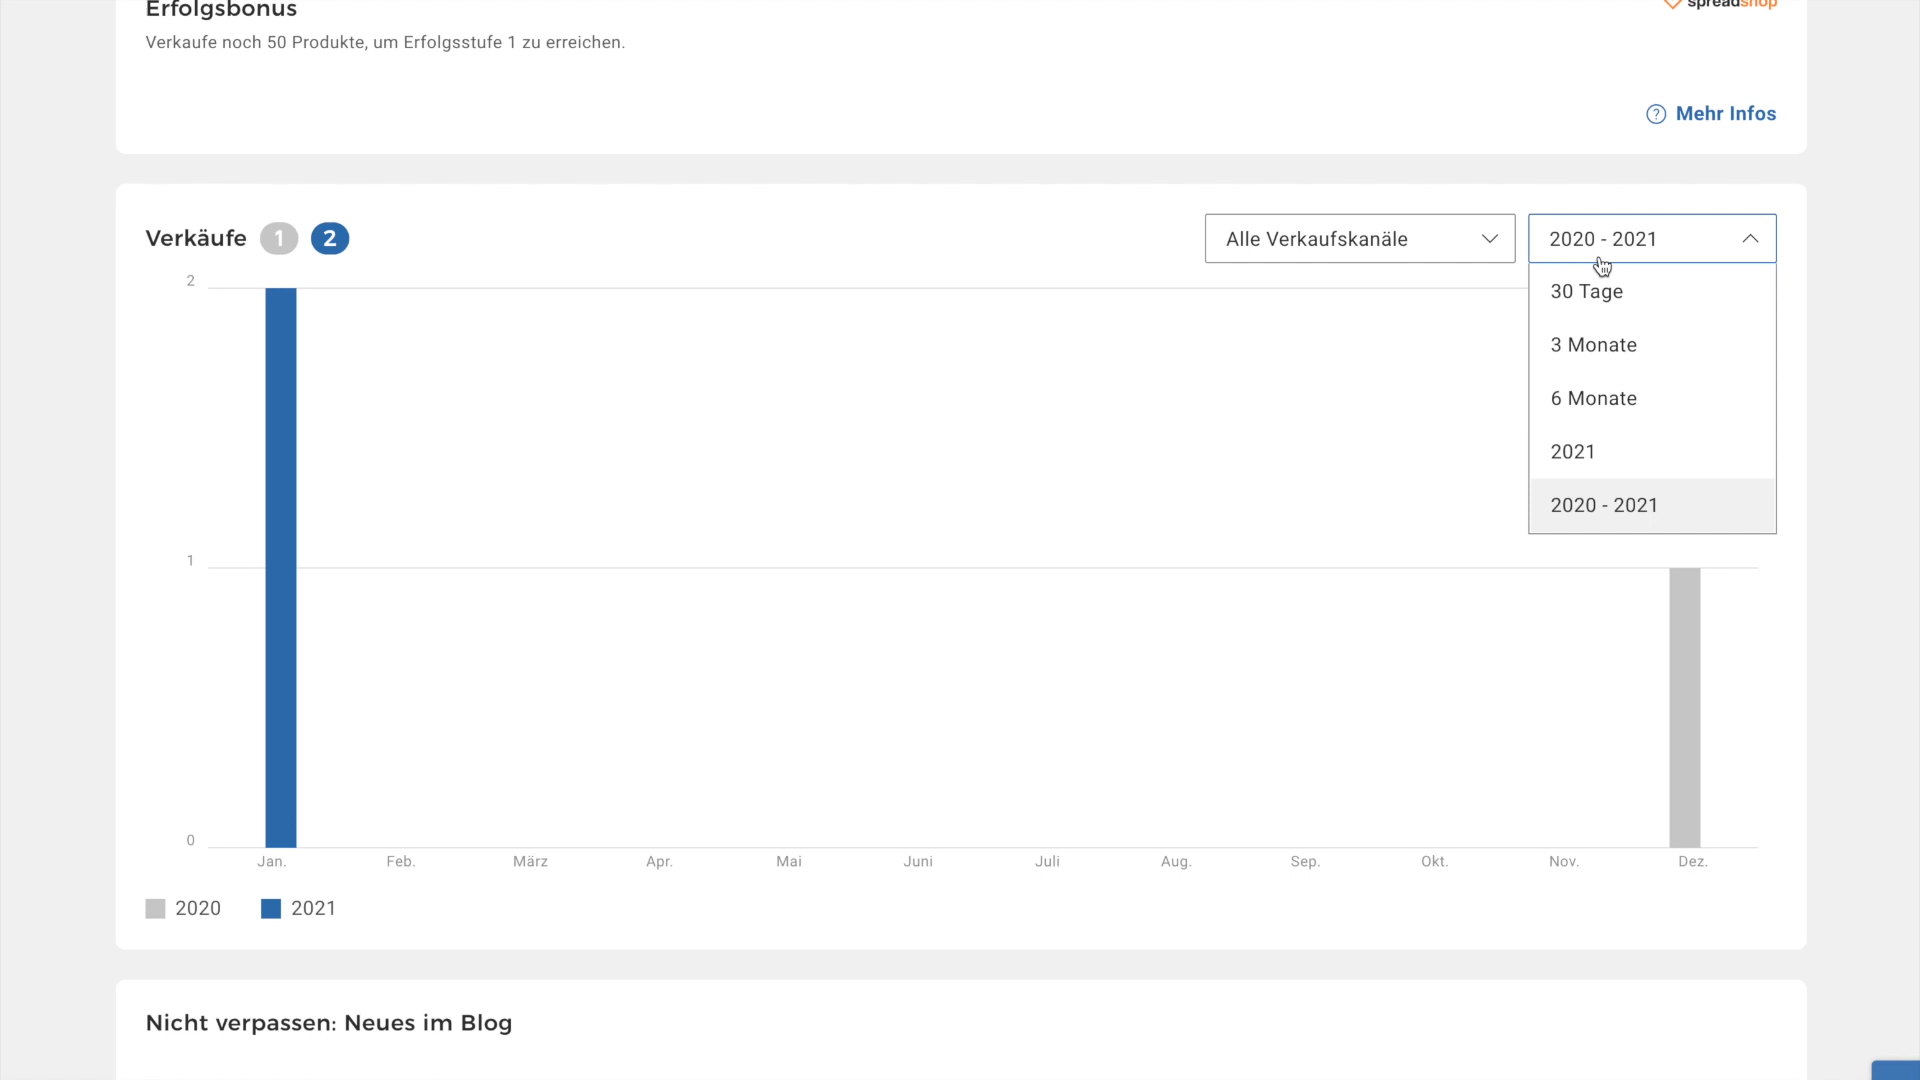 Erfolgsbonus
spreadshop
Verkaufe noch 50 Produkte, um Erfolgsstufe 1 zu erreichen.
? Mehr Infos
Verkäufe 1 2
Alle Verkaufskanäle
2020 - 2021
30 Tage
3 Monate
6 Monate
2021
2020 - 2021
2
1
0
Jan. Feb. März Apr. Mai Juni Juli Aug. Sep. Okt. Nov. Dez.
2020 2021
Nicht verpassen: Neues im Blog